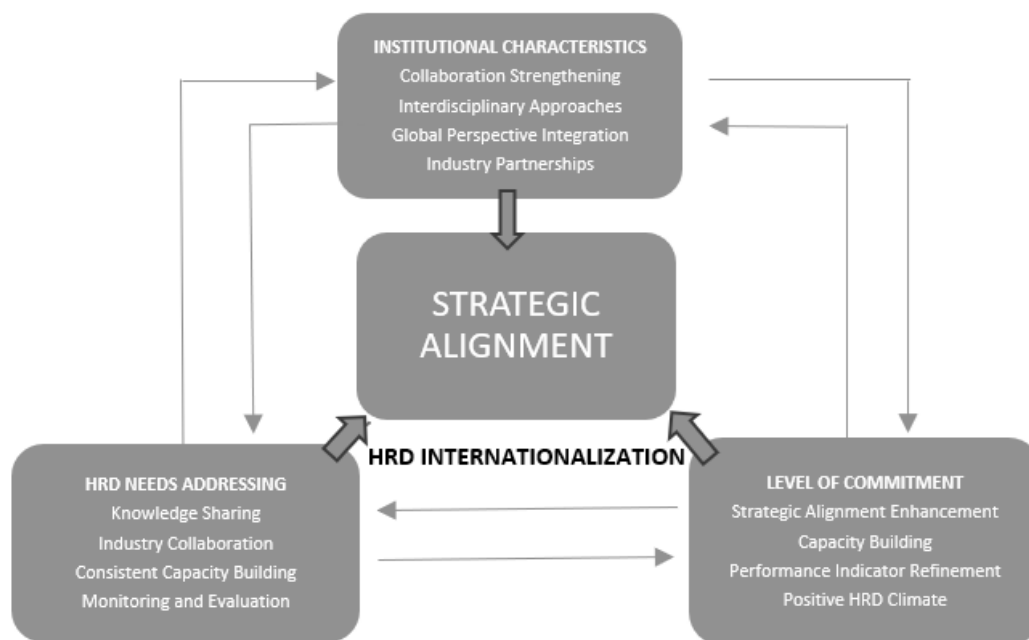 INSTITUTIONAL CHARACTERISTICS
Collaboration Strengthening
Interdisciplinary Approaches
Global Perspective Integration
Industry Partnerships
STRATEGIC
ALIGNMENT
HRD INTERNATIONALIZATION
HRD NEEDS ADDRESSING
Knowledge Sharing
Industry Collaboration
Consistent Capacity Building
Monitoring and Evaluation
LEVEL OF COMMITMENT
Strategic Alignment Enhancement
Capacity Building
Performance Indicator Refinement
Positive HRD Climate